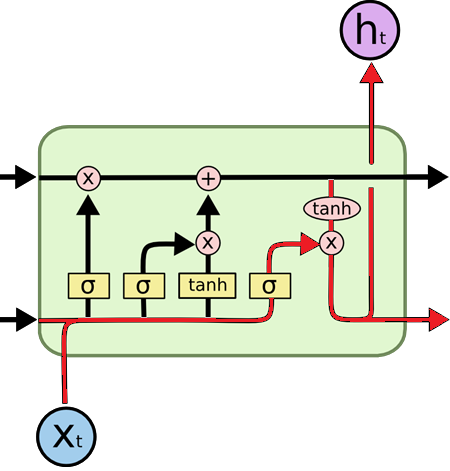 ht
x +
tanh
x x
σ σ tanh σ
xt